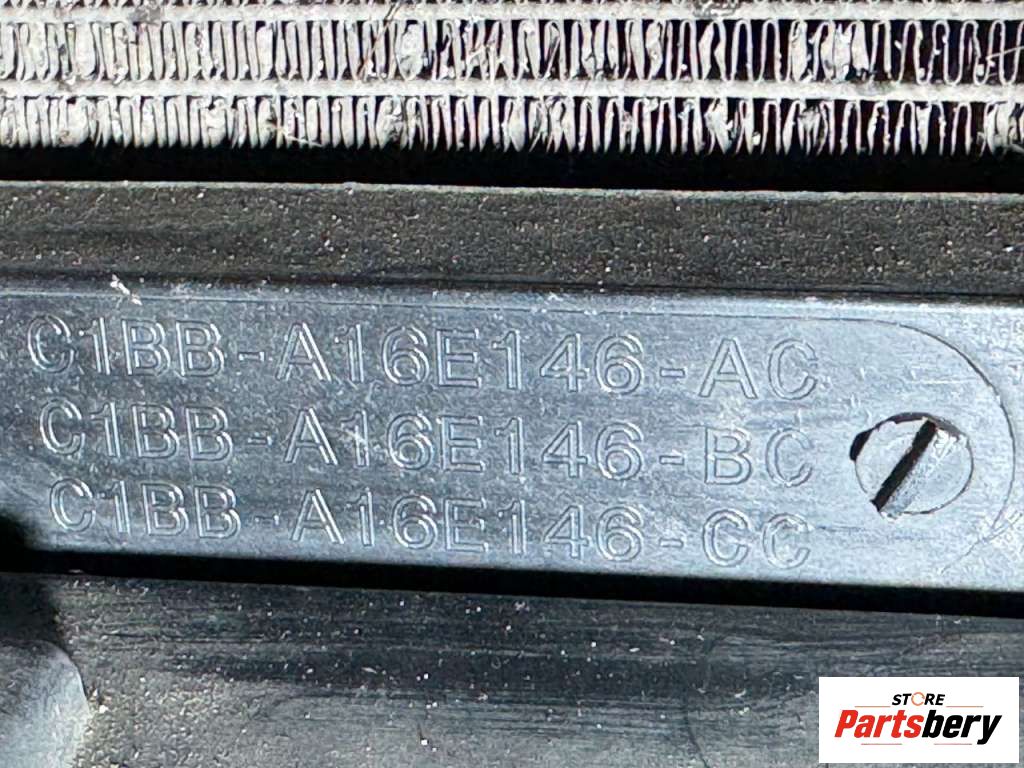 C1BB-A16E146-AC
C1BB-A16E146-BC
C1BB-A16E146-CC
STORE
Partsbery